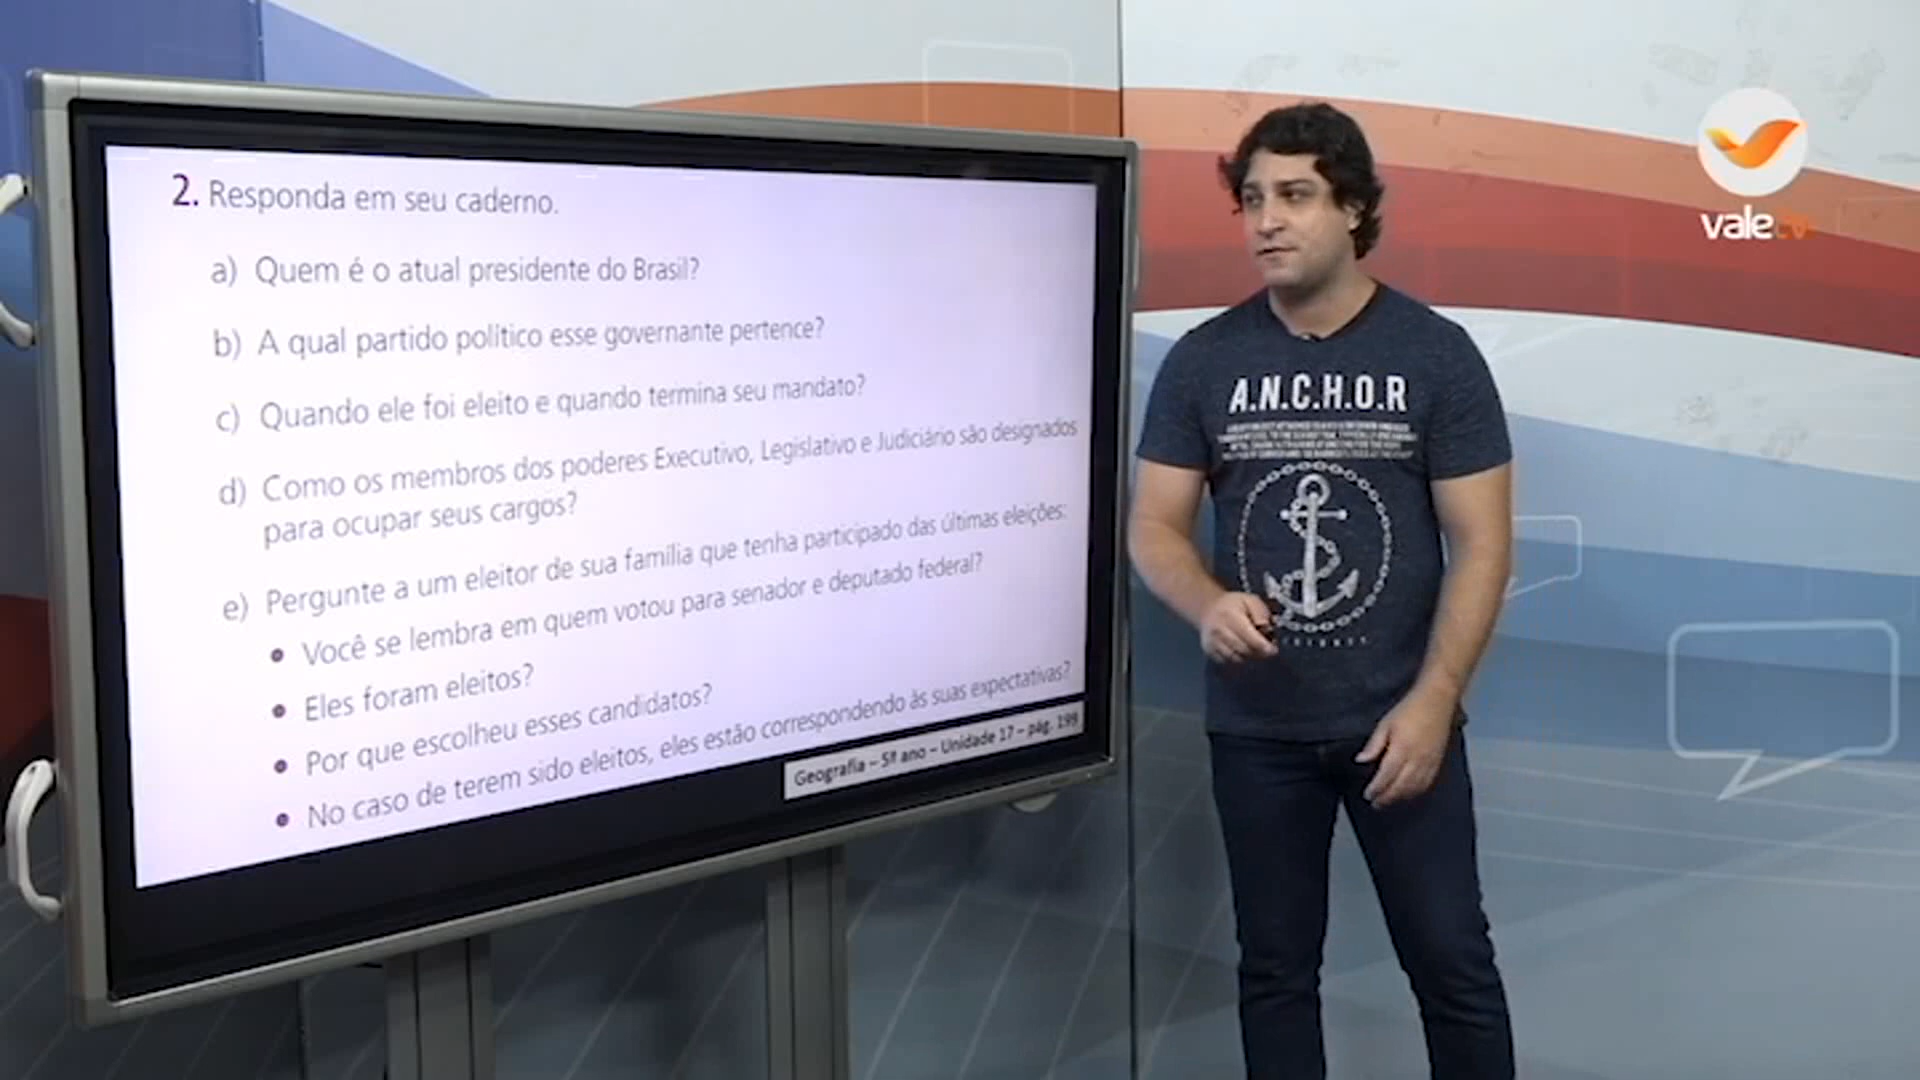 2. Responda em seu caderno.
a) Quem é o atual presidente do Brasil?
b) A qual partido político esse governante pertence?
c) Quando ele foi eleito e quando termina seu mandato?
d) Como os membros dos poderes Executivo, Legislativo e Judiciário são designados
para ocupar seus cargos?
e) Pergunte a um eleitor de sua família que tenha participado das últimas eleições:
• Você se lembra em quem votou para senador e deputado federal?
• Eles foram eleitos?
• Por que escolheu esses candidatos?
• No caso de terem sido eleitos, eles estão correspondendo às suas expectativas?
Geografia – 5º ano – Unidade 17 – pág. 199
A.N.C.H.O.R
valetv